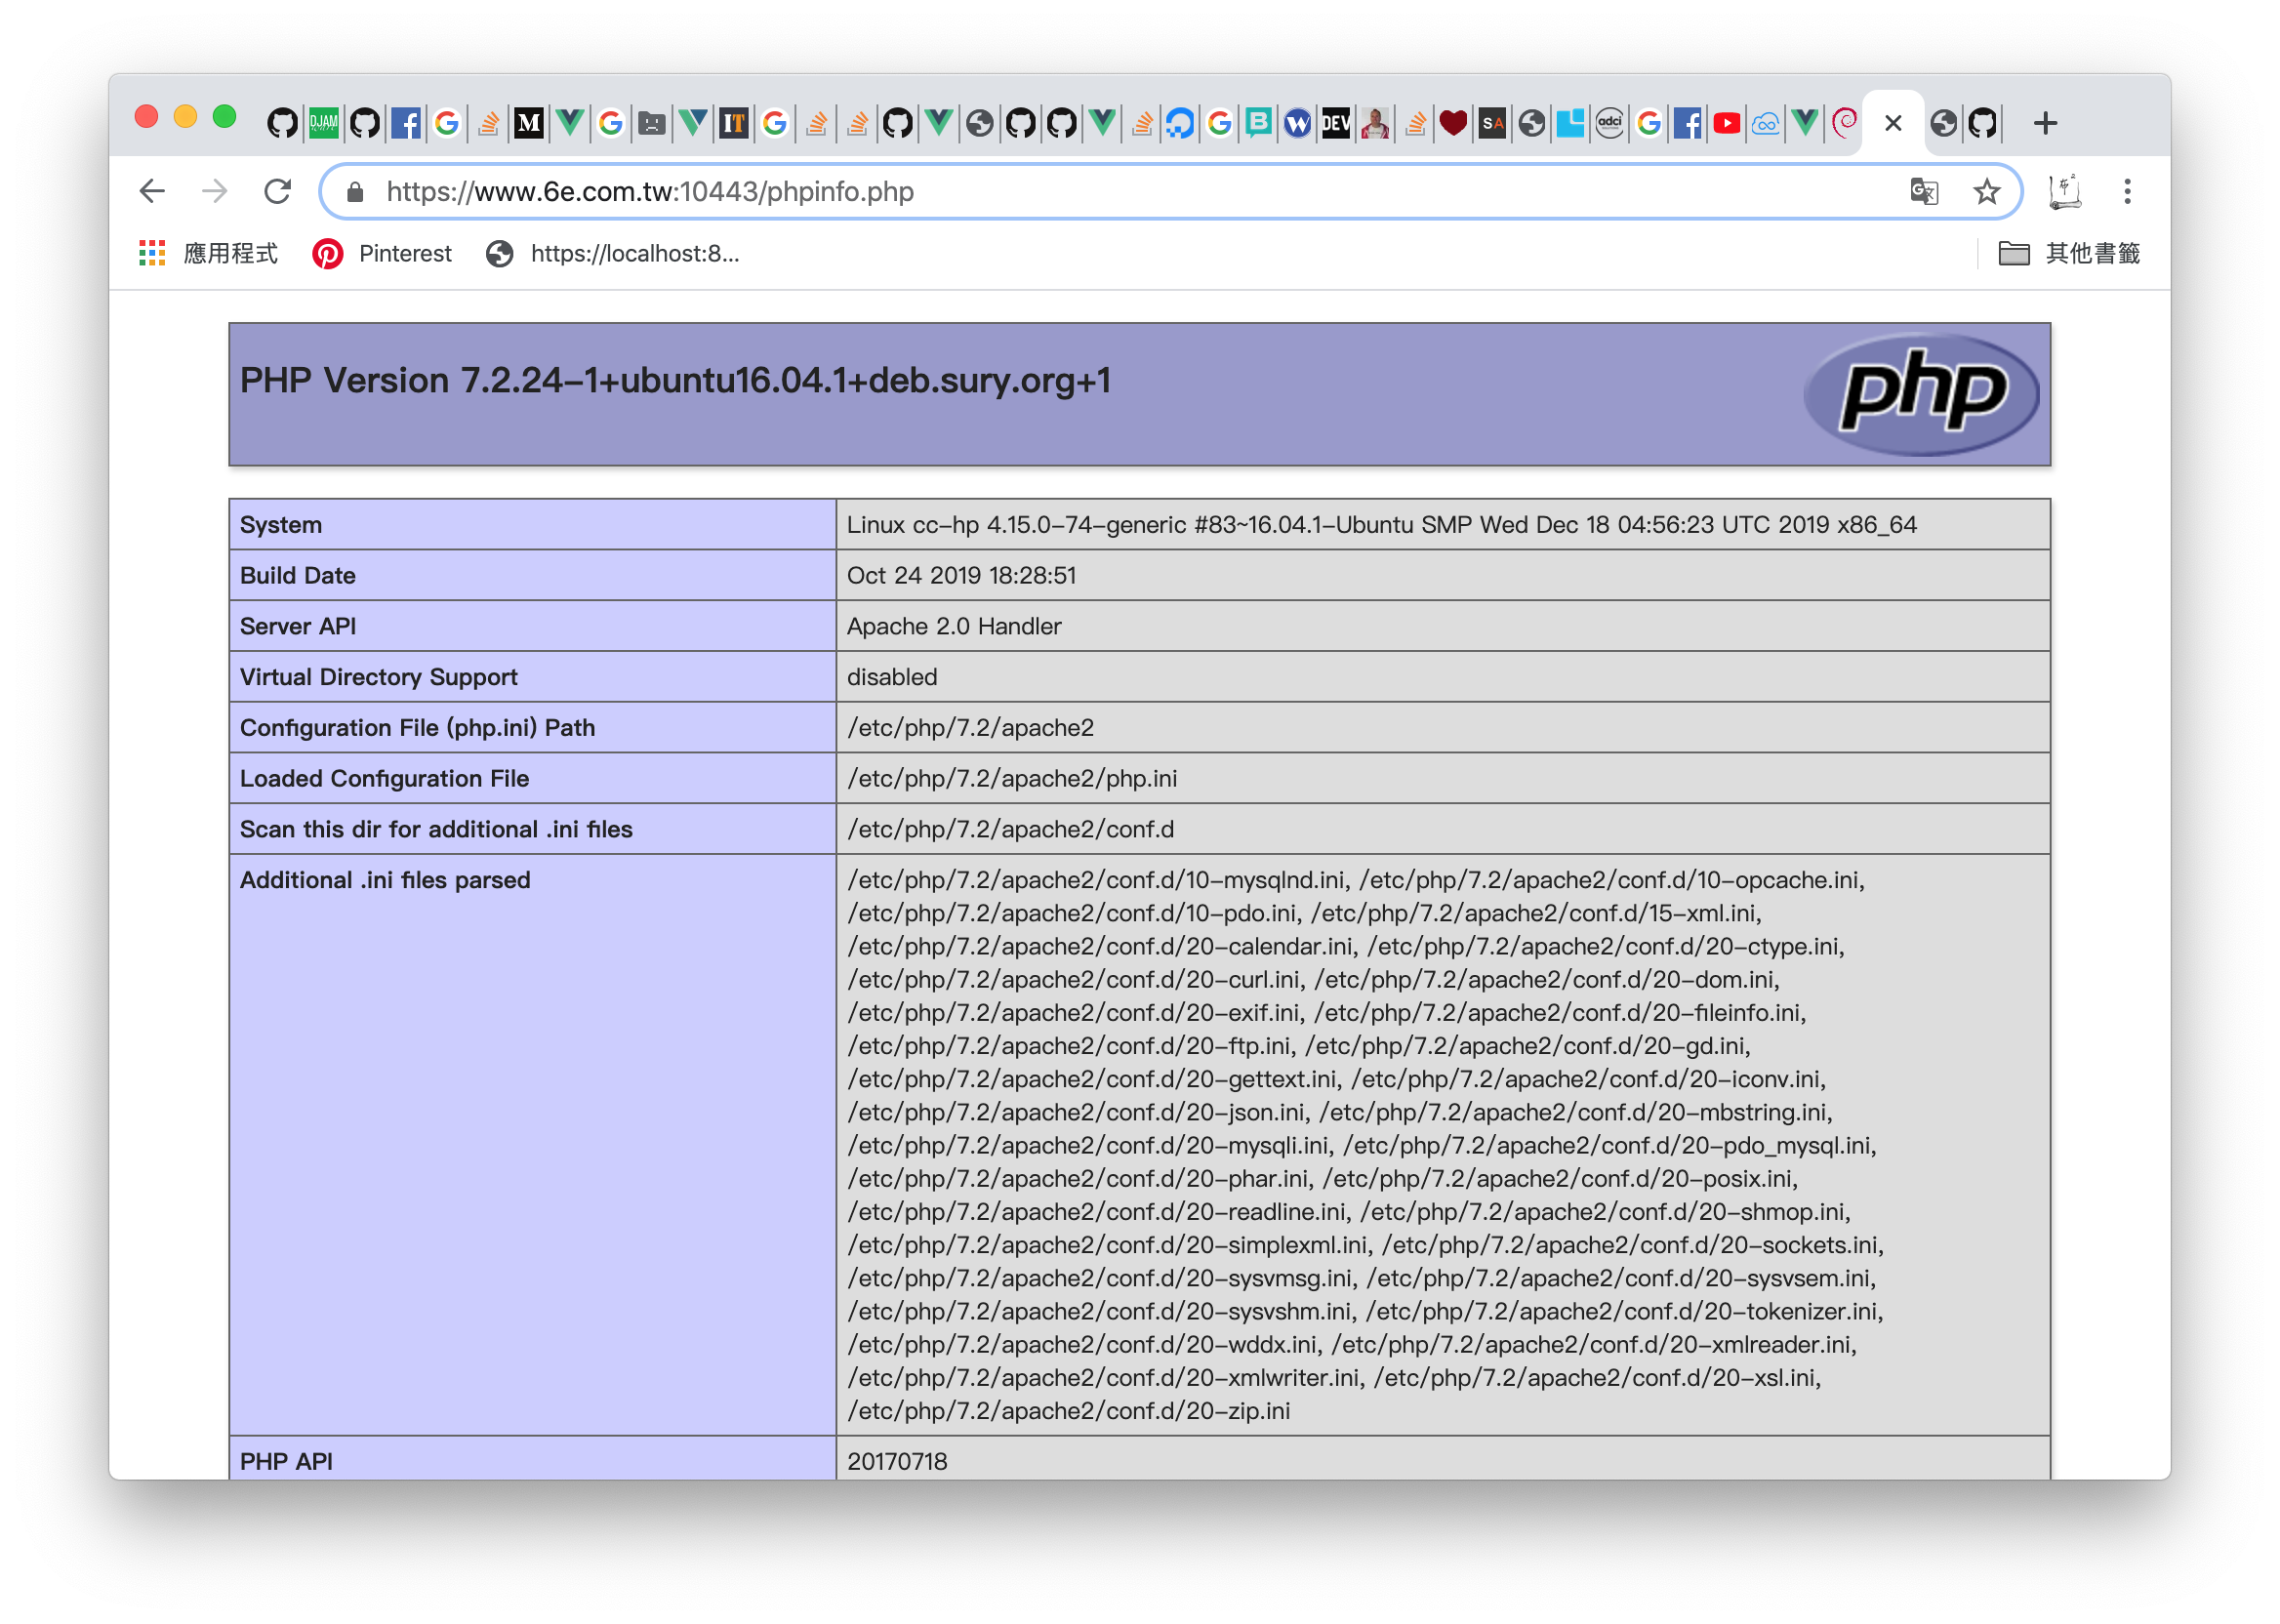 DJAM
M
IT
B
W
DEV
SA
adci
https://www.6e.com.tw:10443/phpinfo.php
應用程式
Pinterest
https://localhost:8...
其他書籤
PHP Version 7.2.24-1+ubuntu16.04.1+deb.sury.org+1
php
System Linux cc-hp 4.15.0-74-generic #83~16.04.1-Ubuntu SMP Wed Dec 18 04:56:23 UTC 2019 x86_64
Build Date Oct 24 2019 18:28:51
Server API Apache 2.0 Handler
Virtual Directory Support disabled
Configuration File (php.ini) Path /etc/php/7.2/apache2
Loaded Configuration File /etc/php/7.2/apache2/php.ini
Scan this dir for additional .ini files /etc/php/7.2/apache2/conf.d
Additional .ini files parsed /etc/php/7.2/apache2/conf.d/10-mysqlnd.ini, /etc/php/7.2/apache2/conf.d/10-opcache.ini,
/etc/php/7.2/apache2/conf.d/10-pdo.ini, /etc/php/7.2/apache2/conf.d/15-xml.ini,
/etc/php/7.2/apache2/conf.d/20-calendar.ini, /etc/php/7.2/apache2/conf.d/20-ctype.ini,
/etc/php/7.2/apache2/conf.d/20-curl.ini, /etc/php/7.2/apache2/conf.d/20-dom.ini,
/etc/php/7.2/apache2/conf.d/20-exif.ini, /etc/php/7.2/apache2/conf.d/20-fileinfo.ini,
/etc/php/7.2/apache2/conf.d/20-ftp.ini, /etc/php/7.2/apache2/conf.d/20-gd.ini,
/etc/php/7.2/apache2/conf.d/20-gettext.ini, /etc/php/7.2/apache2/conf.d/20-iconv.ini,
/etc/php/7.2/apache2/conf.d/20-json.ini, /etc/php/7.2/apache2/conf.d/20-mbstring.ini,
/etc/php/7.2/apache2/conf.d/20-mysqli.ini, /etc/php/7.2/apache2/conf.d/20-pdo_mysql.ini,
/etc/php/7.2/apache2/conf.d/20-phar.ini, /etc/php/7.2/apache2/conf.d/20-posix.ini,
/etc/php/7.2/apache2/conf.d/20-readline.ini, /etc/php/7.2/apache2/conf.d/20-shmop.ini,
/etc/php/7.2/apache2/conf.d/20-simplexml.ini, /etc/php/7.2/apache2/conf.d/20-sockets.ini,
/etc/php/7.2/apache2/conf.d/20-sysvmsg.ini, /etc/php/7.2/apache2/conf.d/20-sysvsem.ini,
/etc/php/7.2/apache2/conf.d/20-sysvshm.ini, /etc/php/7.2/apache2/conf.d/20-tokenizer.ini,
/etc/php/7.2/apache2/conf.d/20-wddx.ini, /etc/php/7.2/apache2/conf.d/20-xmlreader.ini,
/etc/php/7.2/apache2/conf.d/20-xmlwriter.ini, /etc/php/7.2/apache2/conf.d/20-xsl.ini,
/etc/php/7.2/apache2/conf.d/20-zip.ini
PHP API 20170718